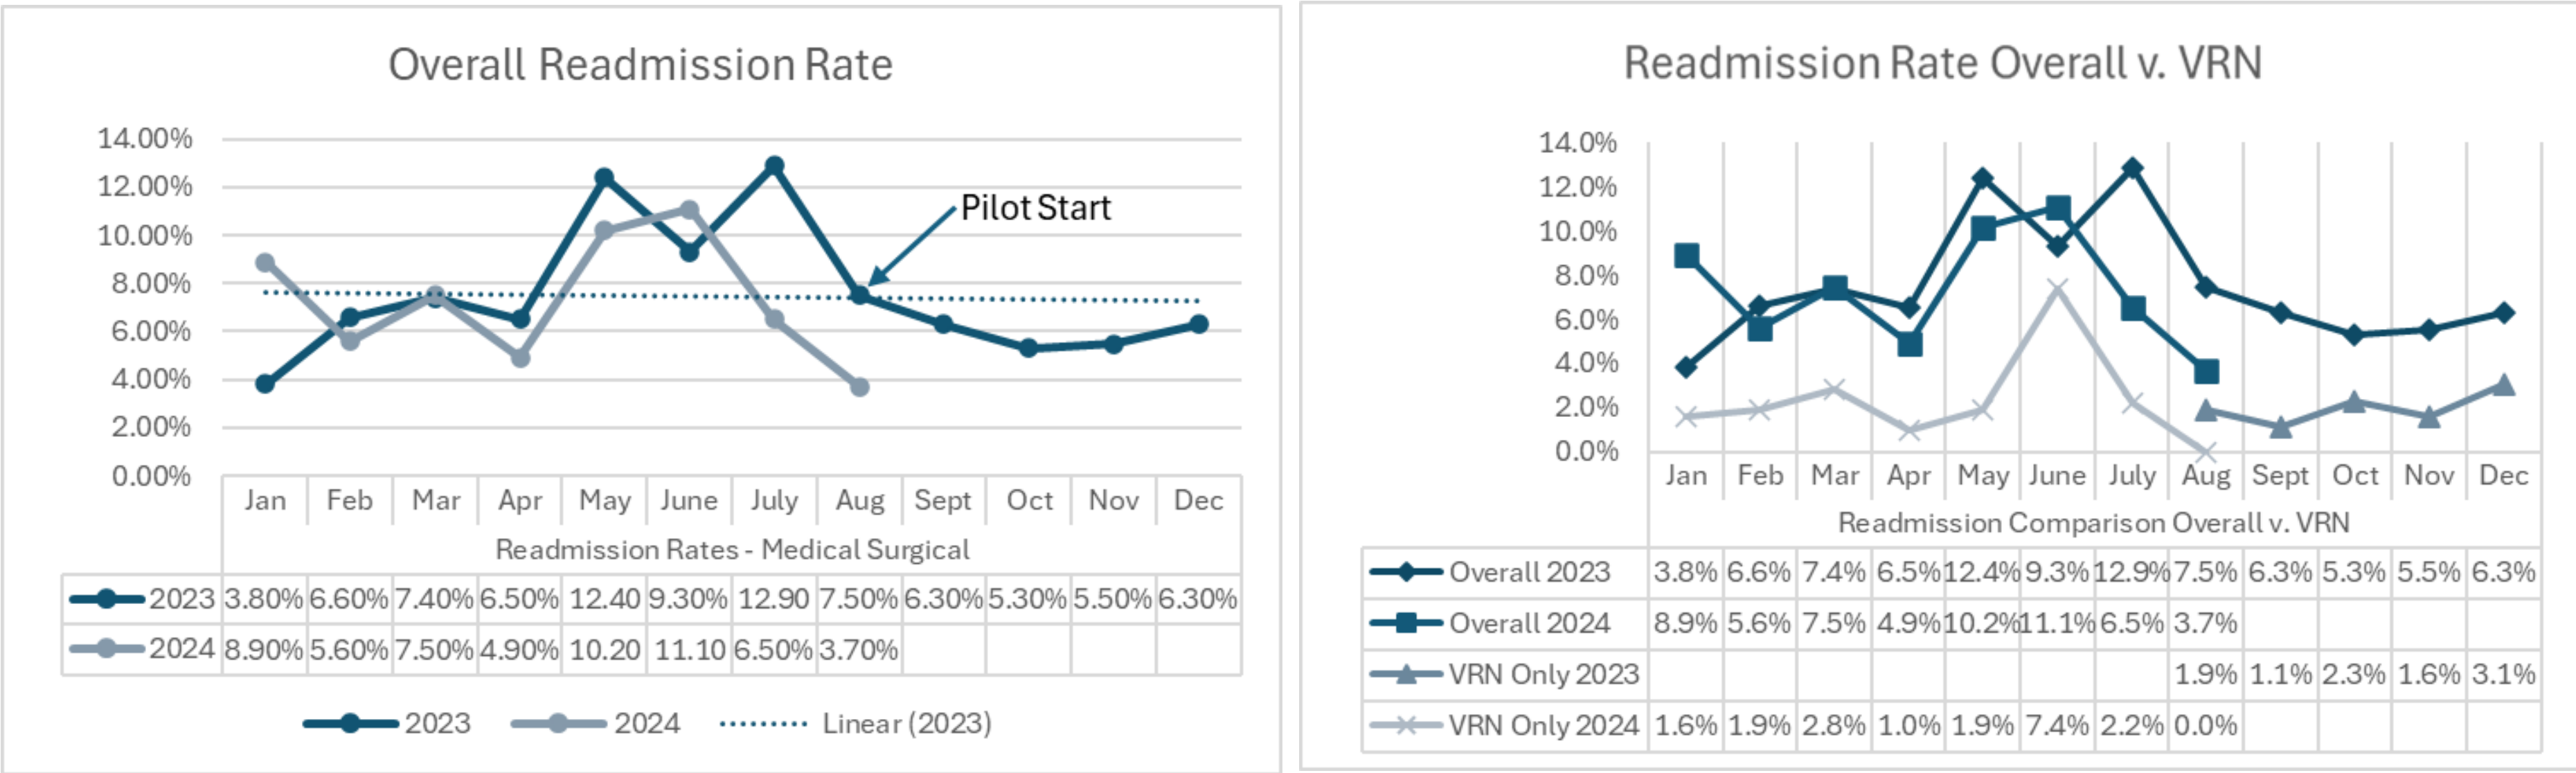 Overall Readmission Rate
14.00%
12.00%
10.00%
8.00%
6.00%
4.00%
2.00%
0.00%
Pilot Start
Jan Feb Mar Apr May June July Aug Sept Oct Nov Dec
Readmission Rates - Medical Surgical
2023 3.80% 6.60% 7.40% 6.50% 12.40 9.30% 12.90 7.50% 6.30% 5.30% 5.50% 6.30%
2024 8.90% 5.60% 7.50% 4.90% 10.20 11.10 6.50% 3.70%
2023 2024 Linear (2023)
Readmission Rate Overall v. VRN
14.0%
12.0%
10.0%
8.0%
6.0%
4.0%
2.0%
0.0%
Jan Feb Mar Apr May June July Aug Sept Oct Nov Dec
Readmission Comparison Overall v. VRN
Overall 2023 3.8% 6.6% 7.4% 6.5% 12.4% 9.3% 12.9% 7.5% 6.3% 5.3% 5.5% 6.3%
Overall 2024 8.9% 5.6% 7.5% 4.9% 10.2% 11.1% 6.5% 3.7%
VRN Only 2023 1.9% 1.1% 2.3% 1.6% 3.1%
VRN Only 2024 1.6% 1.9% 2.8% 1.0% 1.9% 7.4% 2.2% 0.0%